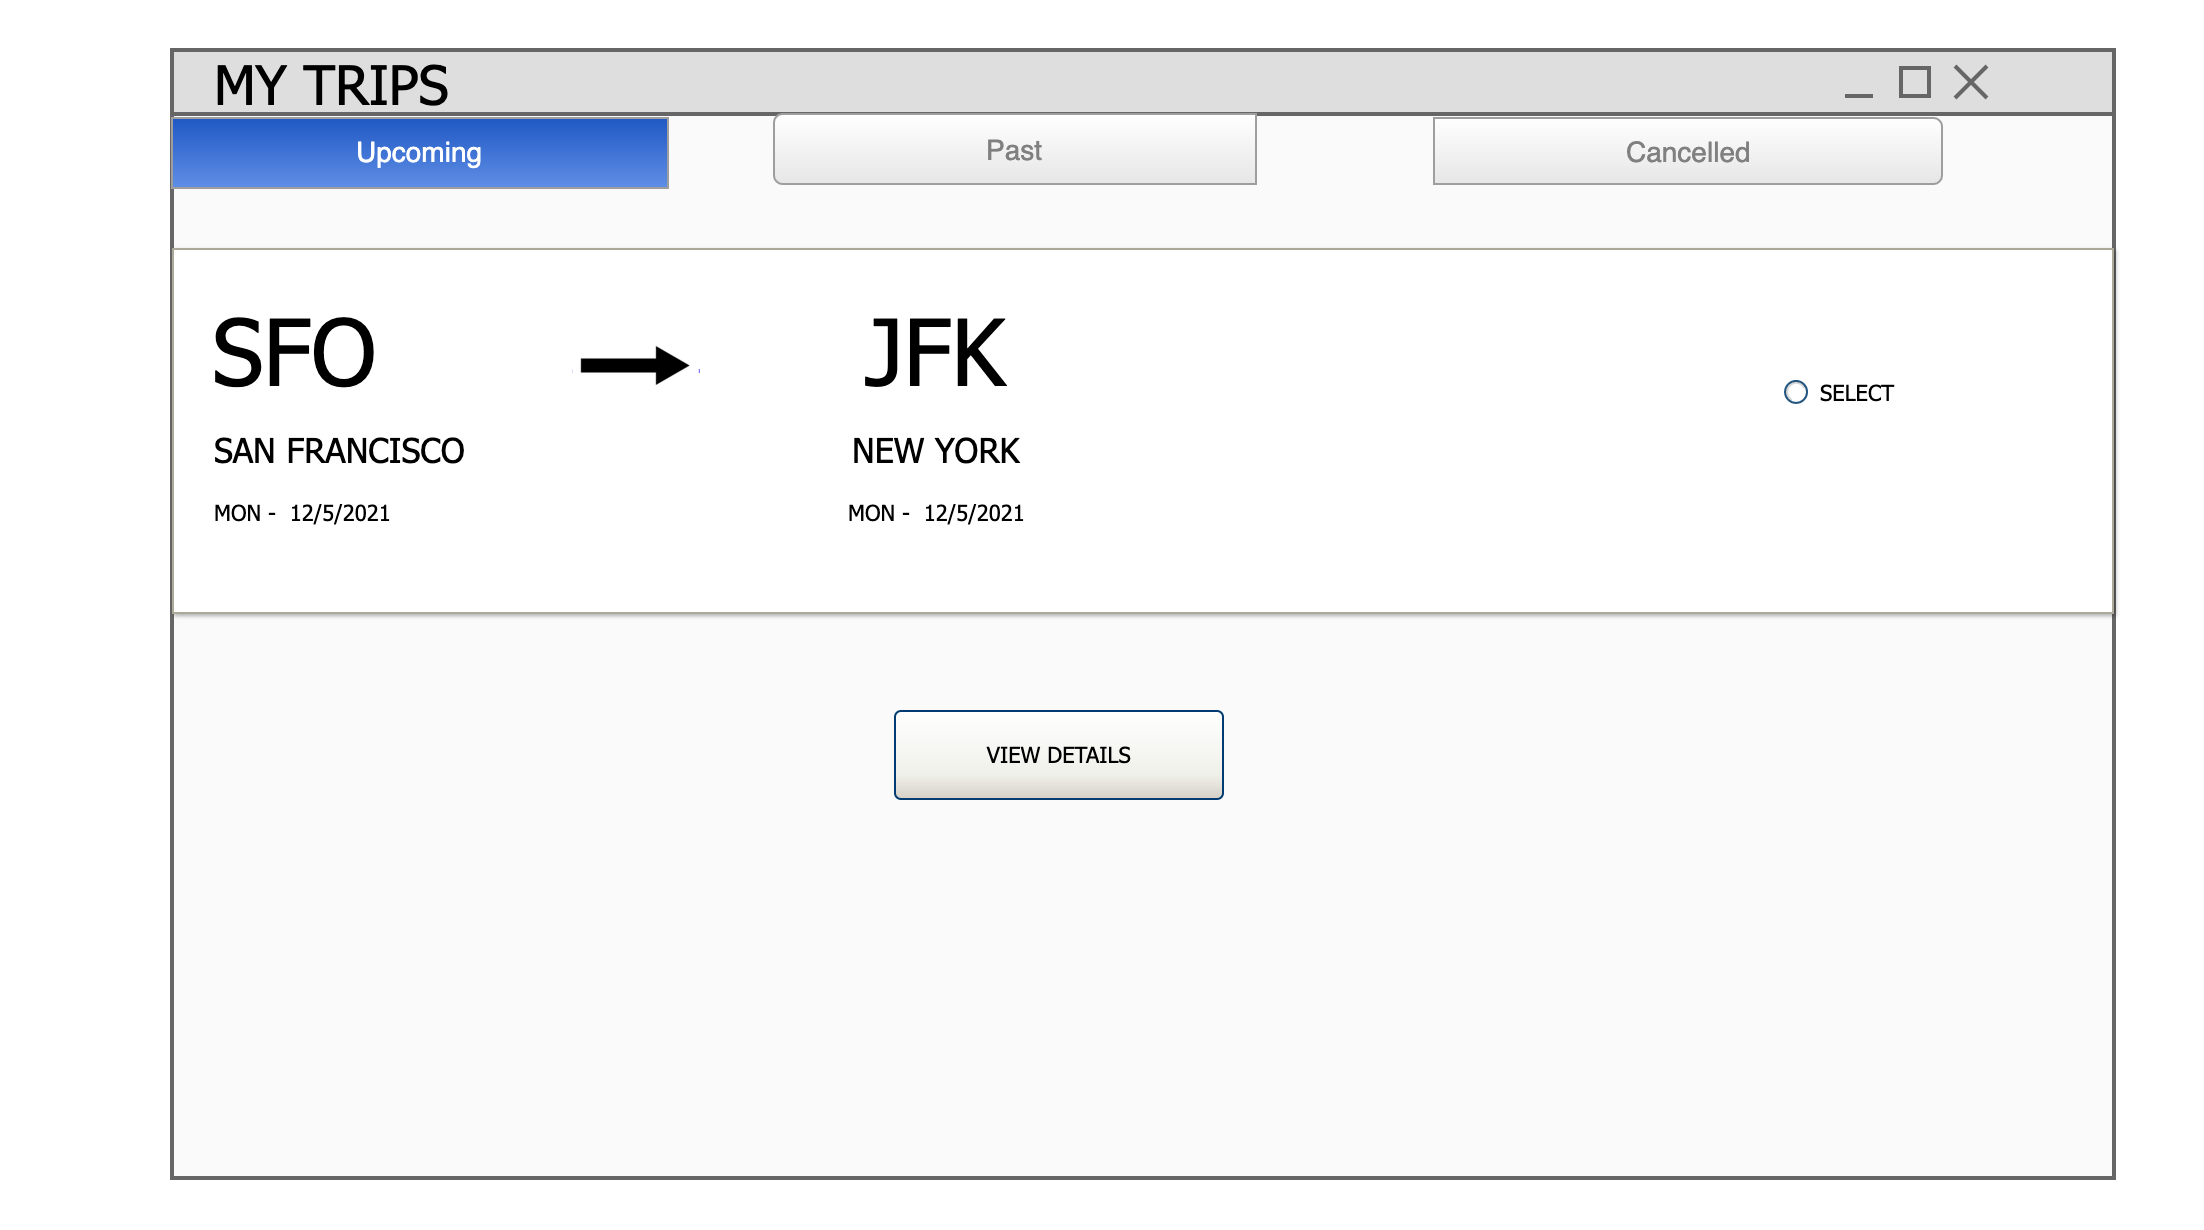 MY TRIPS
Upcoming
Past
Cancelled
SFO
JFK
SELECT
SAN FRANCISCO
NEW YORK
MON - 12/5/2021
MON - 12/5/2021
VIEW DETAILS